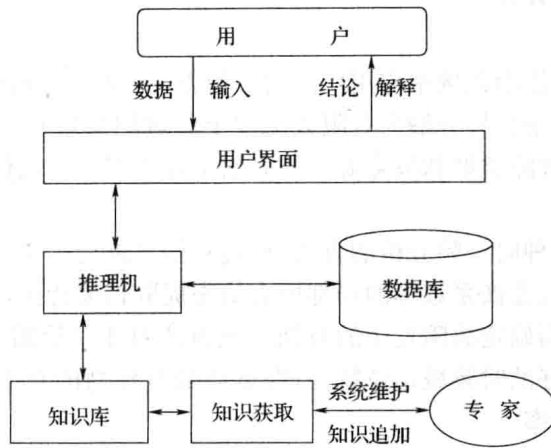 用 户
数据 输入 结论 解释
用户界面
推理机 数据库
系统维护
知识库 知识获取 专 家
知识追加